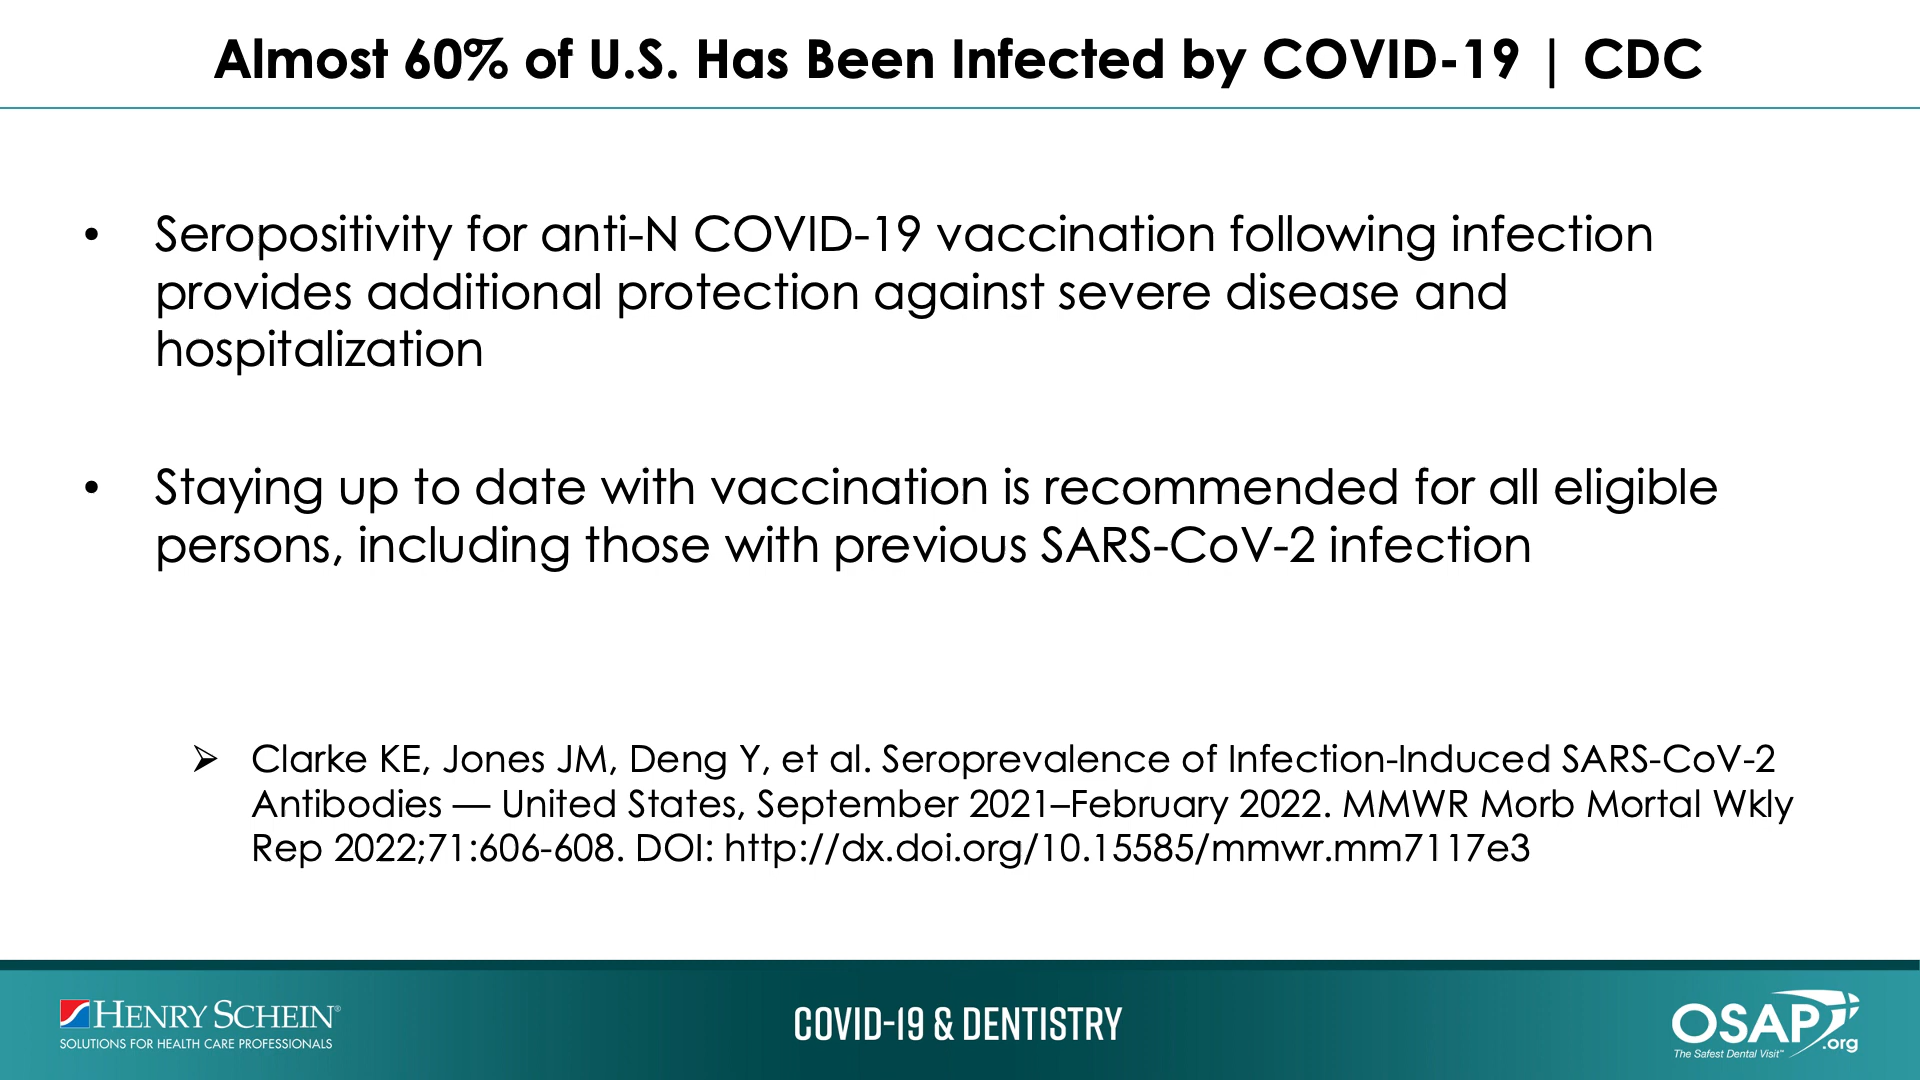 Almost 60% of U.S. Has Been Infected by COVID-19 | CDC
• Seropositivity for anti-N COVID-19 vaccination following infection
provides additional protection against severe disease and
hospitalization
• Staying up to date with vaccination is recommended for all eligible
persons, including those with previous SARS-CoV-2 infection
➢ Clarke KE, Jones JM, Deng Y, et al. Seroprevalence of Infection-Induced SARS-CoV-2
Antibodies — United States, September 2021–February 2022. MMWR Morb Mortal Wkly
Rep 2022;71:606-608. DOI: http://dx.doi.org/10.15585/mmwr.mm7117e3
HENRY SCHEIN®
SOLUTIONS FOR HEALTH CARE PROFESSIONALS
COVID-19 & DENTISTRY
OSAP
.org
The Safest Dental Visit™